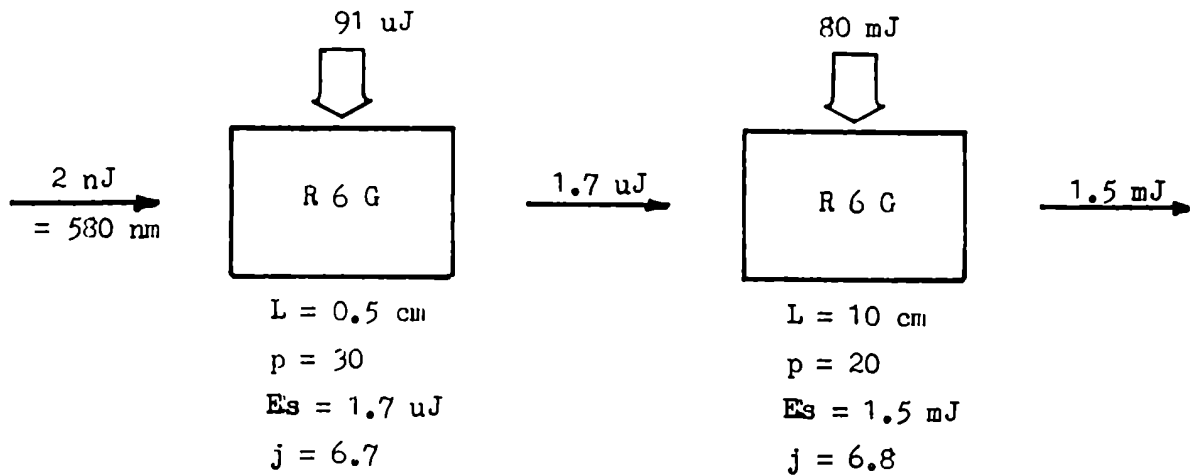 91 uJ
80 mJ
2 nJ
= 580 nm
R 6 G
1.7 uJ
R 6 G
1.5 mJ
L = 0.5 cm
p = 30
Es = 1.7 uJ
j = 6.7
L = 10 cm
p = 20
Es = 1.5 mJ
j = 6.8